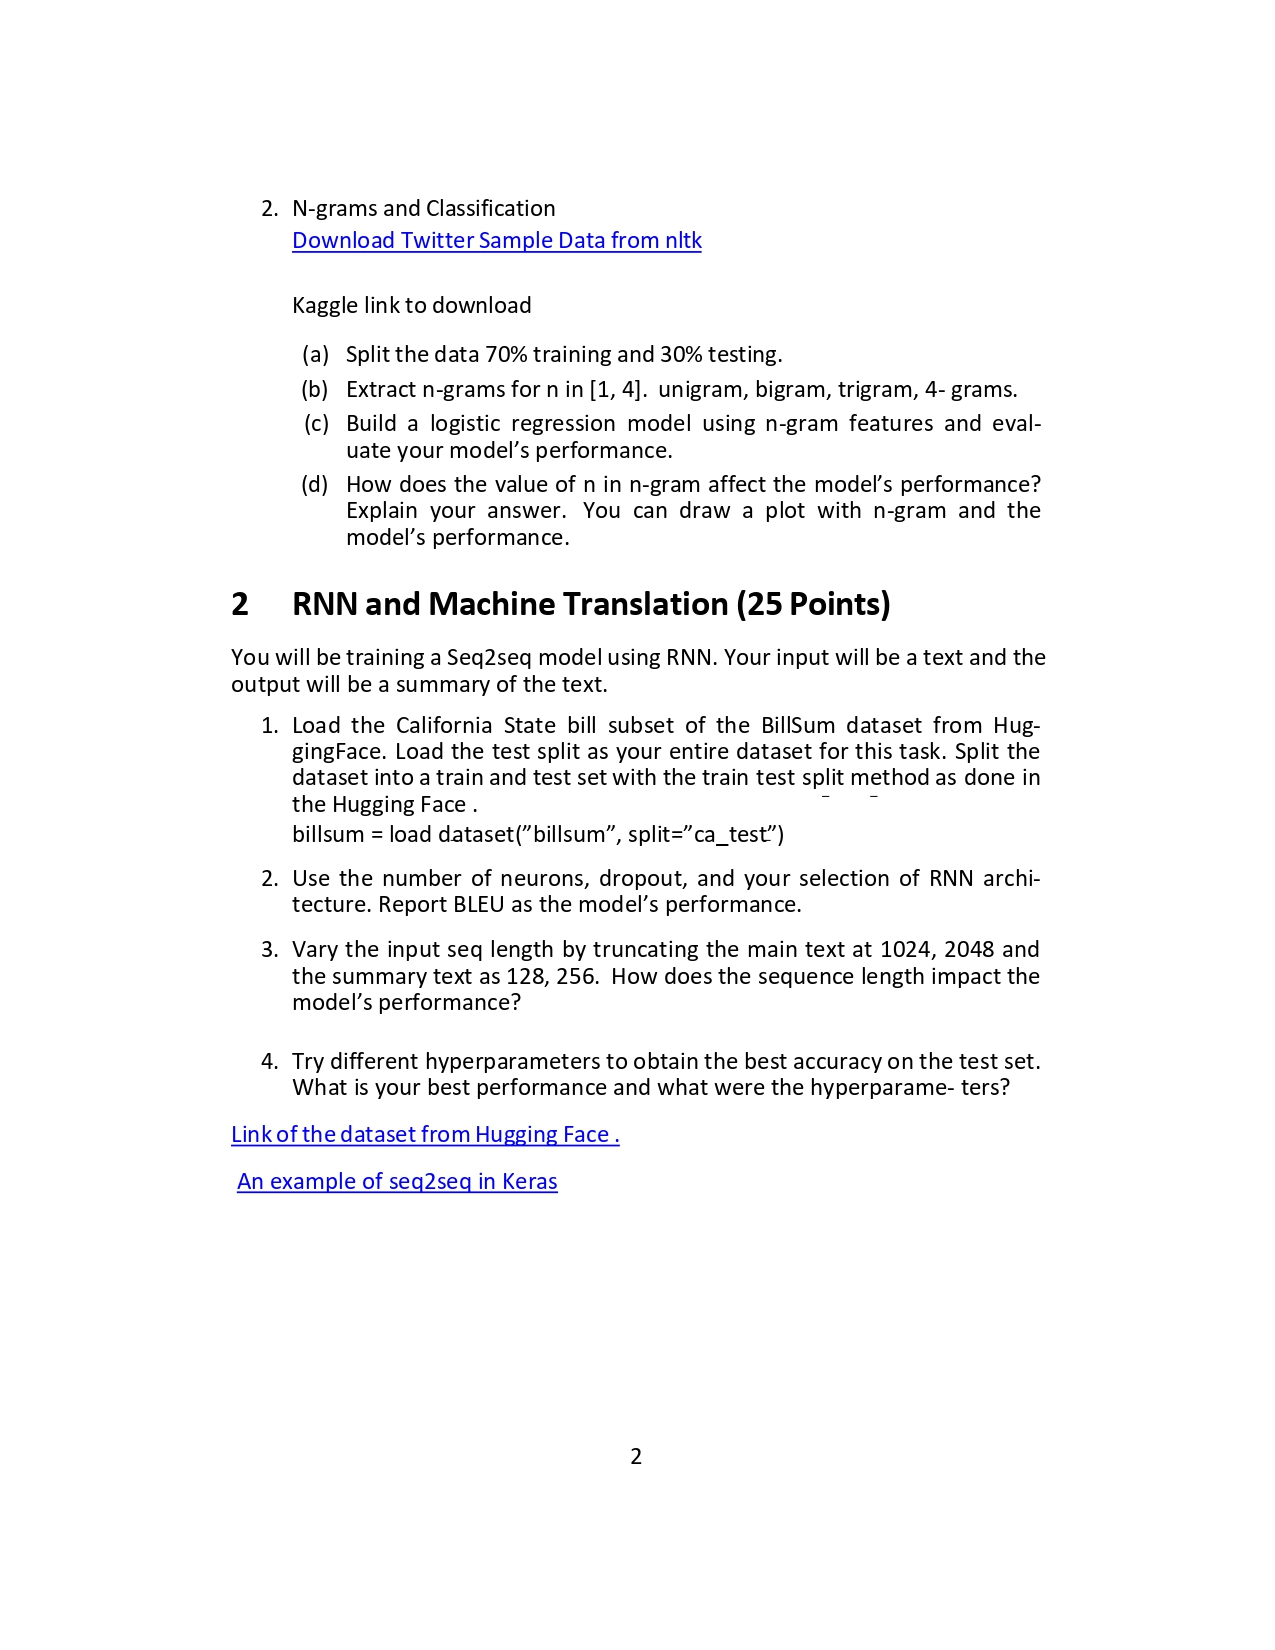 2. N-grams and Classification
Download Twitter Sample Data from nltk
Kaggle link to download
(a) Split the data 70% training and 30% testing.
(b) Extract n-grams for n in [1, 4]. unigram, bigram, trigram, 4- grams.
(c) Build a logistic regression model using n-gram features and eval-
uate your model’s performance.
(d) How does the value of n in n-gram affect the model’s performance?
Explain your answer. You can draw a plot with n-gram and the
model’s performance.
2 RNN and Machine Translation (25 Points)
You will be training a Seq2seq model using RNN. Your input will be a text and the
output will be a summary of the text.
1. Load the California State bill subset of the BillSum dataset from Hug-
gingFace. Load the test split as your entire dataset for this task. Split the
dataset into a train and test set with the train test split method as done in
the Hugging Face .
billsum = load dataset(”billsum”, split=”ca_test”)
2. Use the number of neurons, dropout, and your selection of RNN archi-
tecture. Report BLEU as the model’s performance.
3. Vary the input seq length by truncating the main text at 1024, 2048 and
the summary text as 128, 256. How does the sequence length impact the
model’s performance?
4. Try different hyperparameters to obtain the best accuracy on the test set.
What is your best performance and what were the hyperparame- ters?
Link of the dataset from Hugging Face .
An example of seq2seq in Keras
2